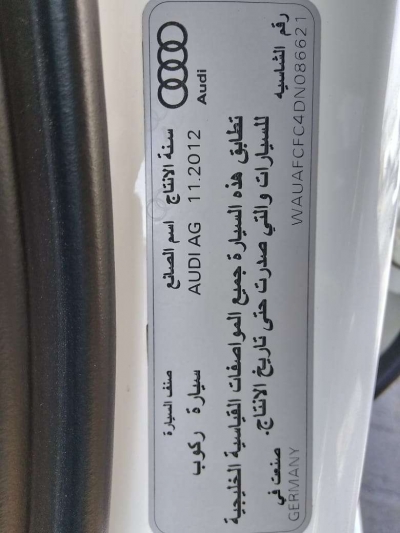 Audi
صنف السيارة اسم الصانع سنة الانتاج
سيارة ركوب AUDI AG 11.2012
تطابق هذه السيارة جميع المواصفات القياسية الخليجية
للسيارات والتي صدرت حتى تاريخ الانتاج.
صنعت في رقم الشاسيه
GERMANY WAUAFCFC4DN086621